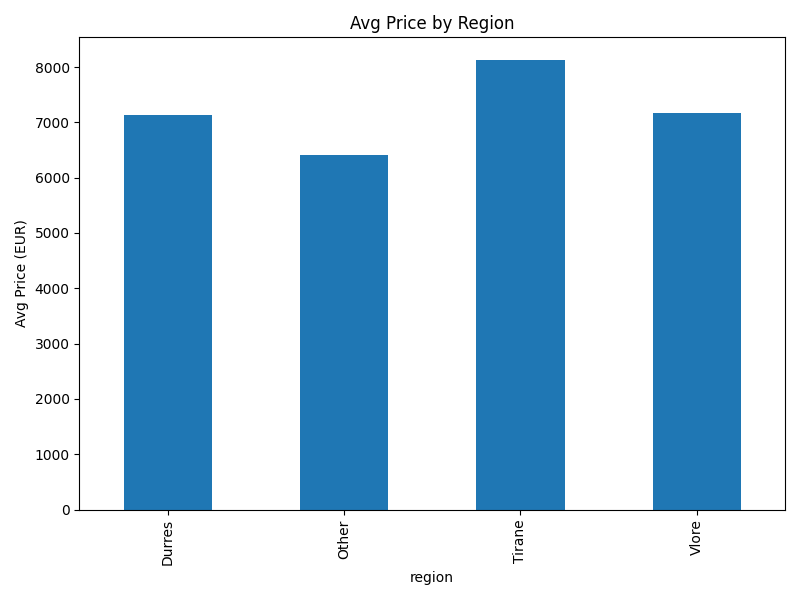 Avg Price by Region
Avg Price (EUR)
8000
7000
6000
5000
4000
3000
2000
1000
0
Durres
Other
Tirane
Vlore
region